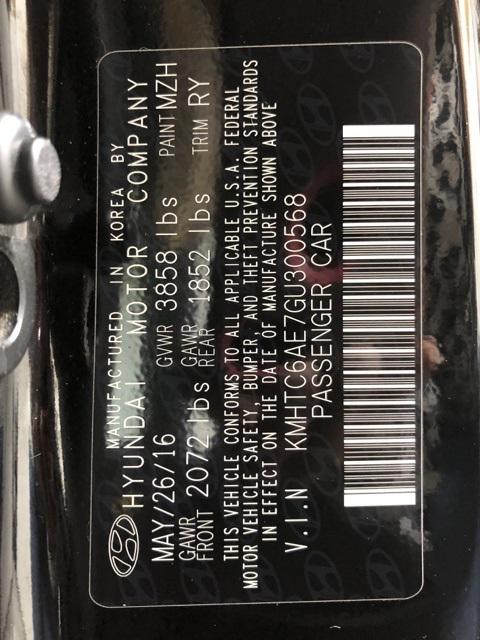 MANUFACTURED IN KOREA BY
HYUNDAI MOTOR COMPANY
MAY/26/16 GVWR 3858 lbs PAINT MZH
GAWR FRONT 2072 lbs GAWR REAR 1852 lbs TRIM RY
THIS VEHICLE CONFORMS TO ALL APPLICABLE U.S.A. FEDERAL
MOTOR VEHICLE SAFETY, BUMPER, AND THEFT PREVENTION STANDARDS
IN EFFECT ON THE DATE OF MANUFACTURE SHOWN ABOVE
V.I.N KMHTC6AE7GU300568
PASSENGER CAR